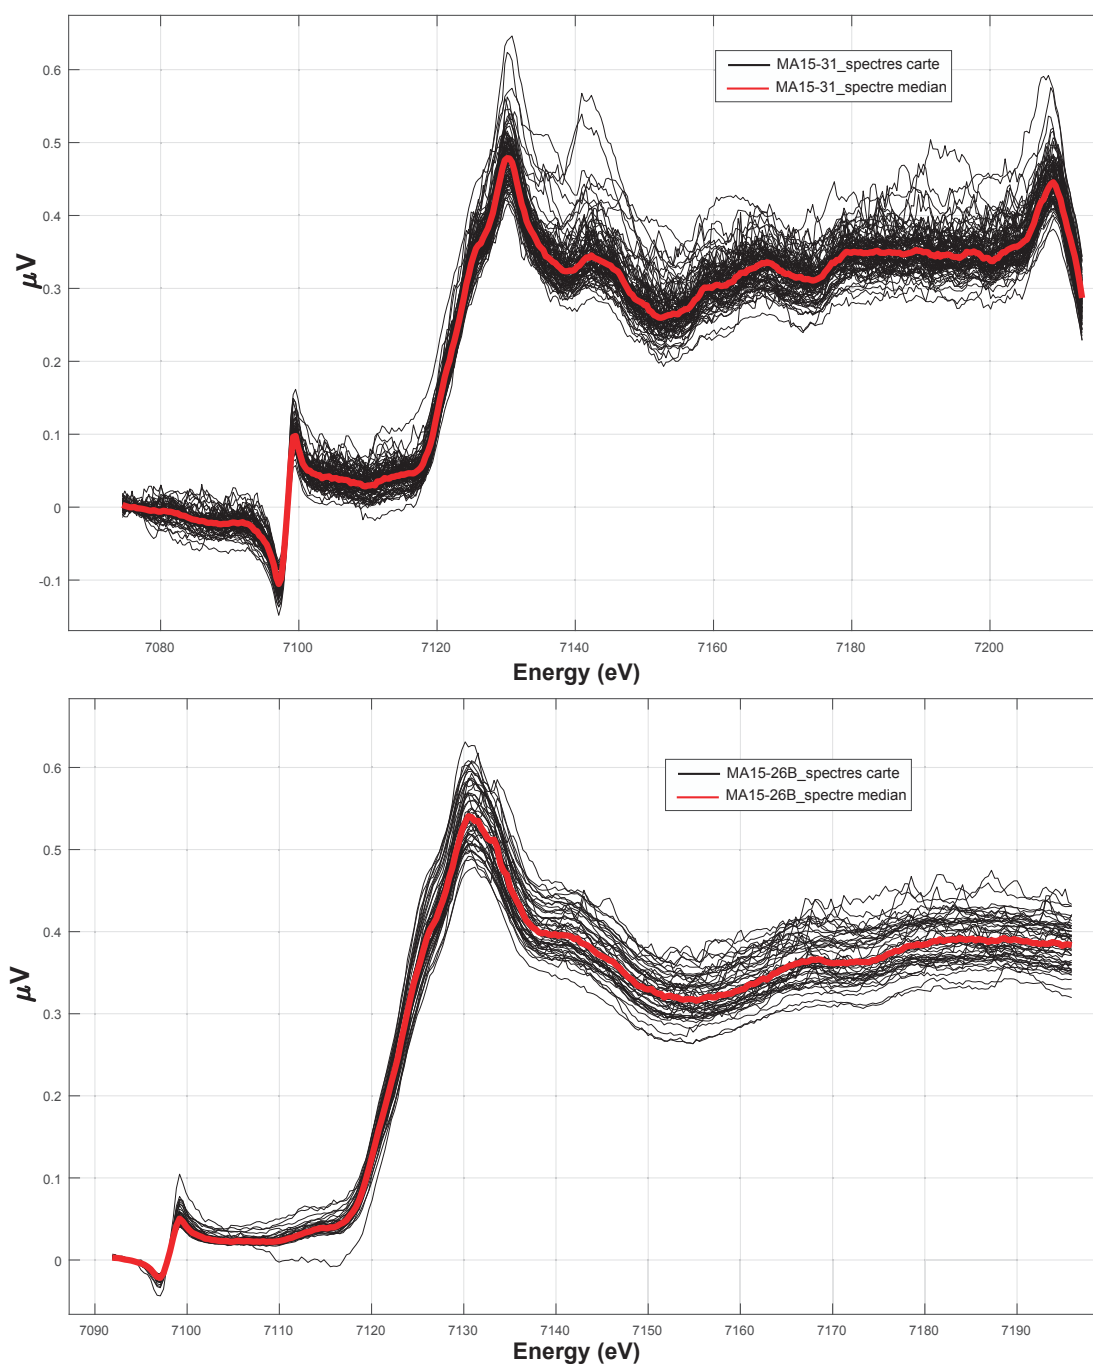 0.6
0.5
0.4
0.3
0.2
0.1
0
-0.1
μV
MA15-31_spectres carte
MA15-31_spectre median
7080 7100 7120 7140 7160 7180 7200
Energy (eV)
0.6
0.5
0.4
0.3
0.2
0.1
0
μV
MA15-26B_spectres carte
MA15-26B_spectre median
7090 7100 7110 7120 7130 7140 7150 7160 7170 7180 7190
Energy (eV)